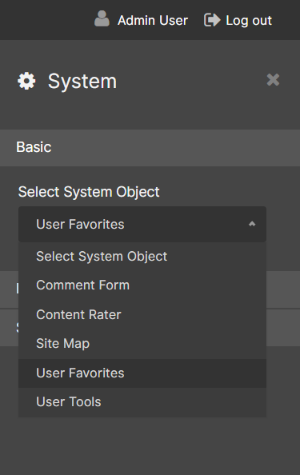 Admin User Log out
System
Basic
Select System Object
User Favorites
Select System Object
Comment Form
Content Rater
Site Map
User Favorites
User Tools